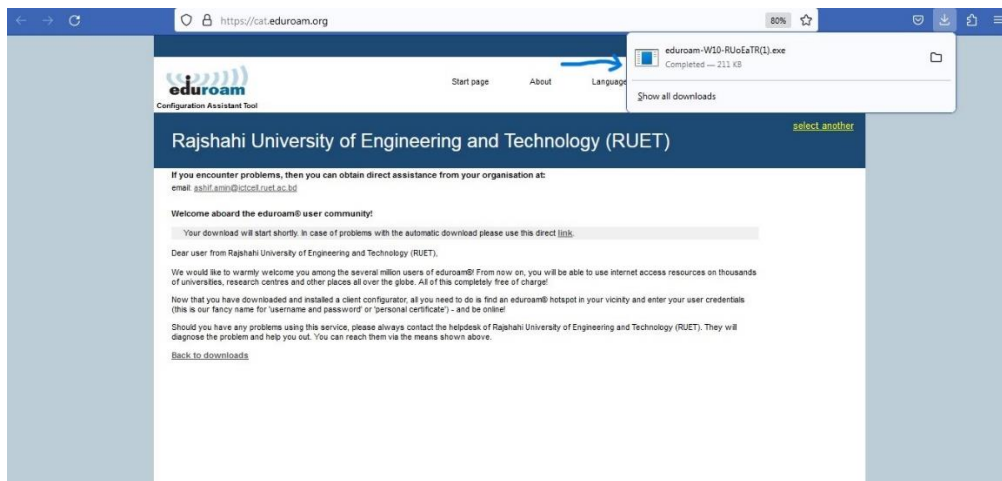 https://cat.eduroam.org
80%
eduroam-W10-RUoEaTR(1).exe
Completed — 211 KB
Show all downloads
eduroam
Configuration Assistant Tool
Start page
About
Language
select another
Rajshahi University of Engineering and Technology (RUET)
If you encounter problems, then you can obtain direct assistance from your organisation at:
email: ashif.amin@ictcell.ruet.ac.bd
Welcome aboard the eduroam® user community!
Your download will start shortly. In case of problems with the automatic download please use this direct link.
Dear user from Rajshahi University of Engineering and Technology (RUET),
We would like to warmly welcome you among the several million users of eduroam®! From now on, you will be able to use internet access resources on thousands
of universities, research centres and other places all over the globe. All of this completely free of charge!
Now that you have downloaded and installed a client configurator, all you need to do is find an eduroam® hotspot in your vicinity and enter your user credentials
(this is our fancy name for 'username and password' or 'personal certificate') - and be online!
Should you have any problems using this service, please always contact the helpdesk of Rajshahi University of Engineering and Technology (RUET). They will
diagnose the problem and help you out. You can reach them via the means shown above.
Back to downloads